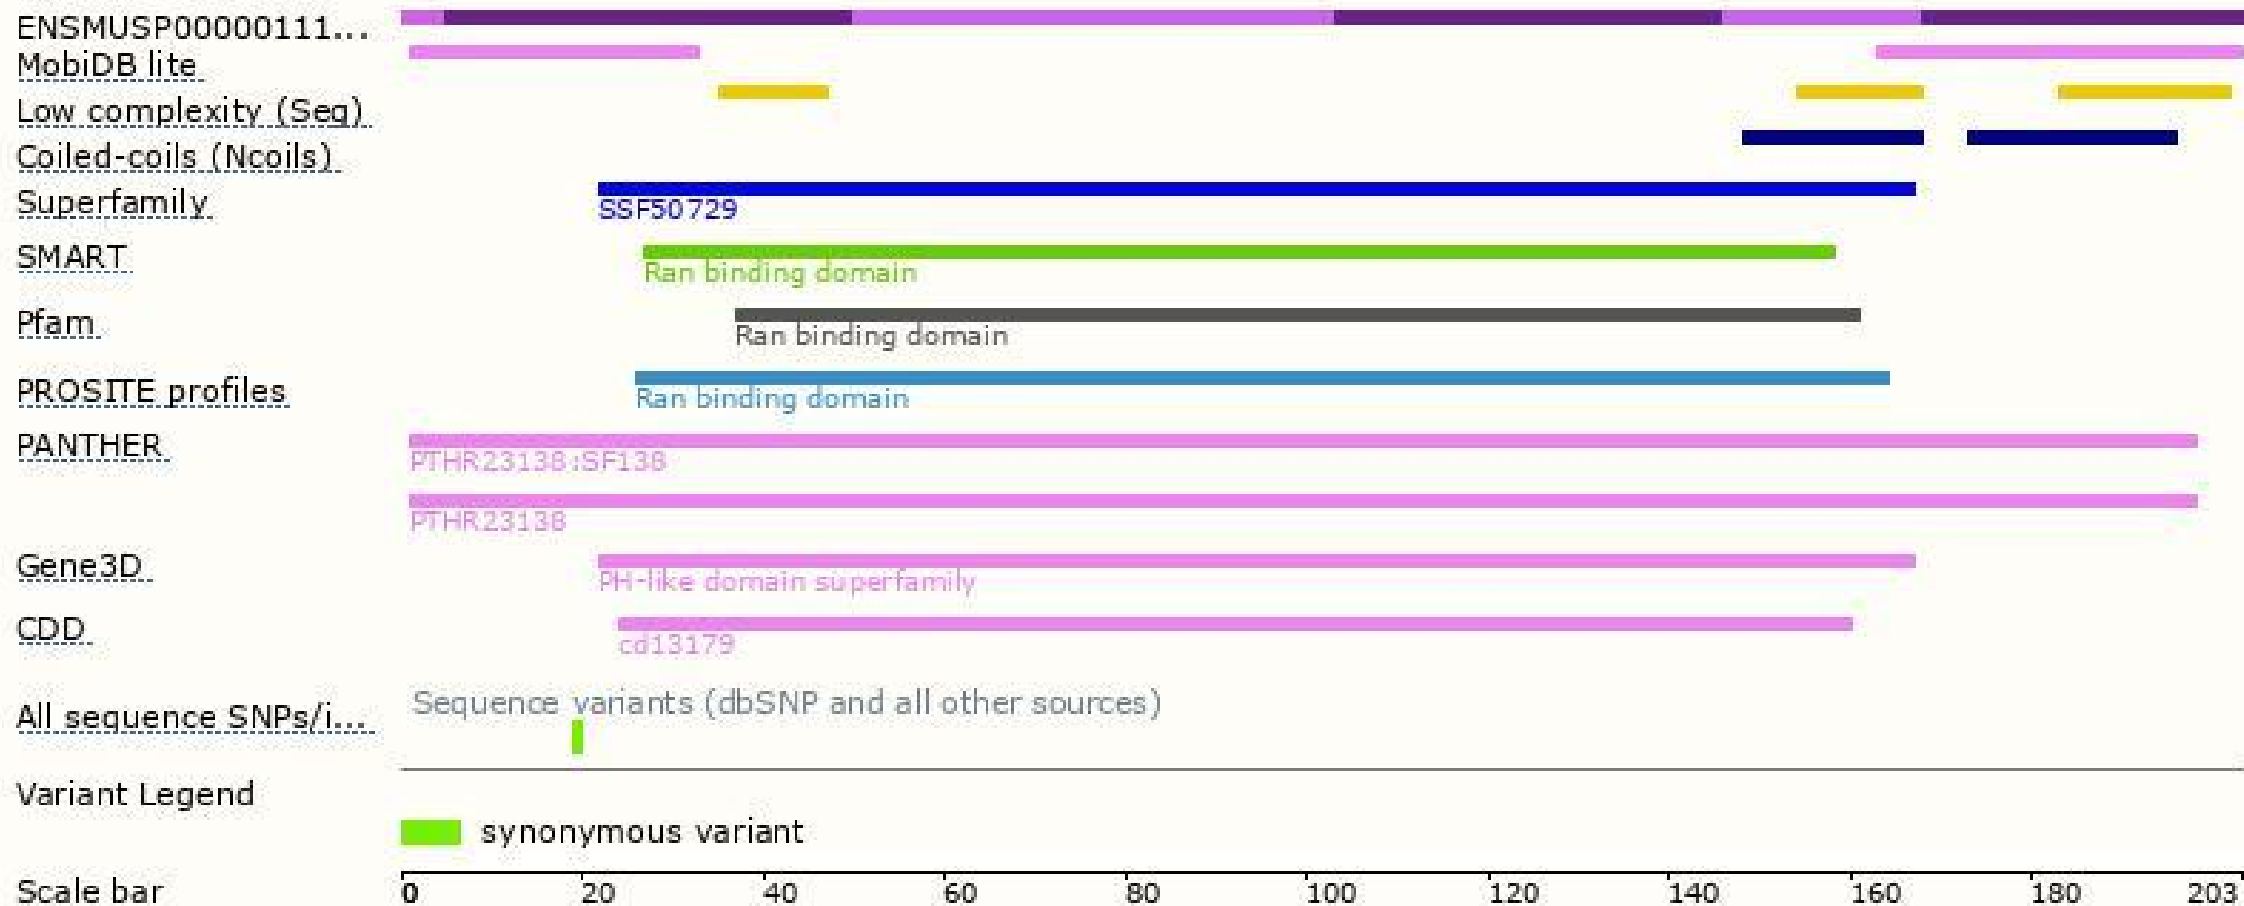 ENSMUSP00000111...
MobiDB lite
Low complexity (Seg)
Coiled-coils (Ncoils)
Superfamily
SSF50729
SMART
Ran binding domain
Pfam
Ran binding domain
PROSITE profiles
Ran binding domain
PANTHER
PTHR23138:SF138
PTHR23138
Gene3D
PH-like domain superfamily
CDD
cd13179
Sequence variants (dbSNP and all other sources)
All sequence SNPs/i...
Variant Legend
synonymous variant
Scale bar 0 20 40 60 80 100 120 140 160 180 203